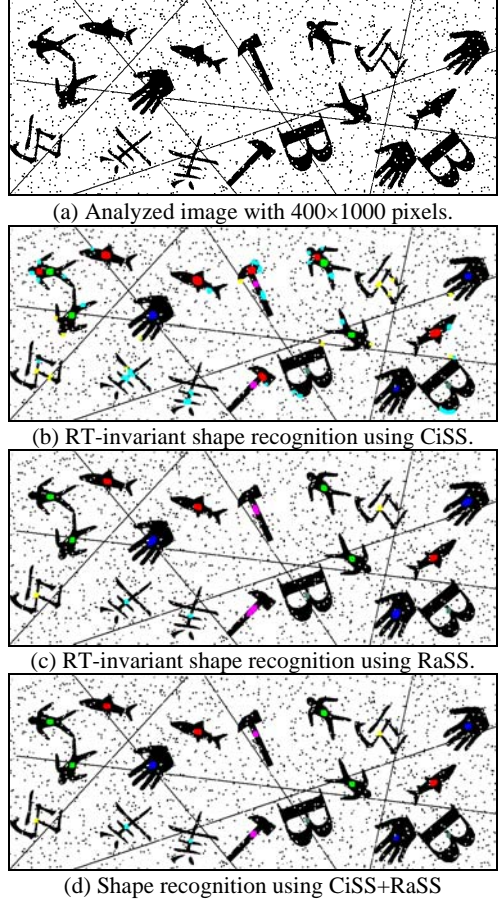 (a) Analyzed image with 400×1000 pixels.
(b) RT-invariant shape recognition using CiSS.
(c) RT-invariant shape recognition using RaSS.
(d) Shape recognition using CiSS+RaSS